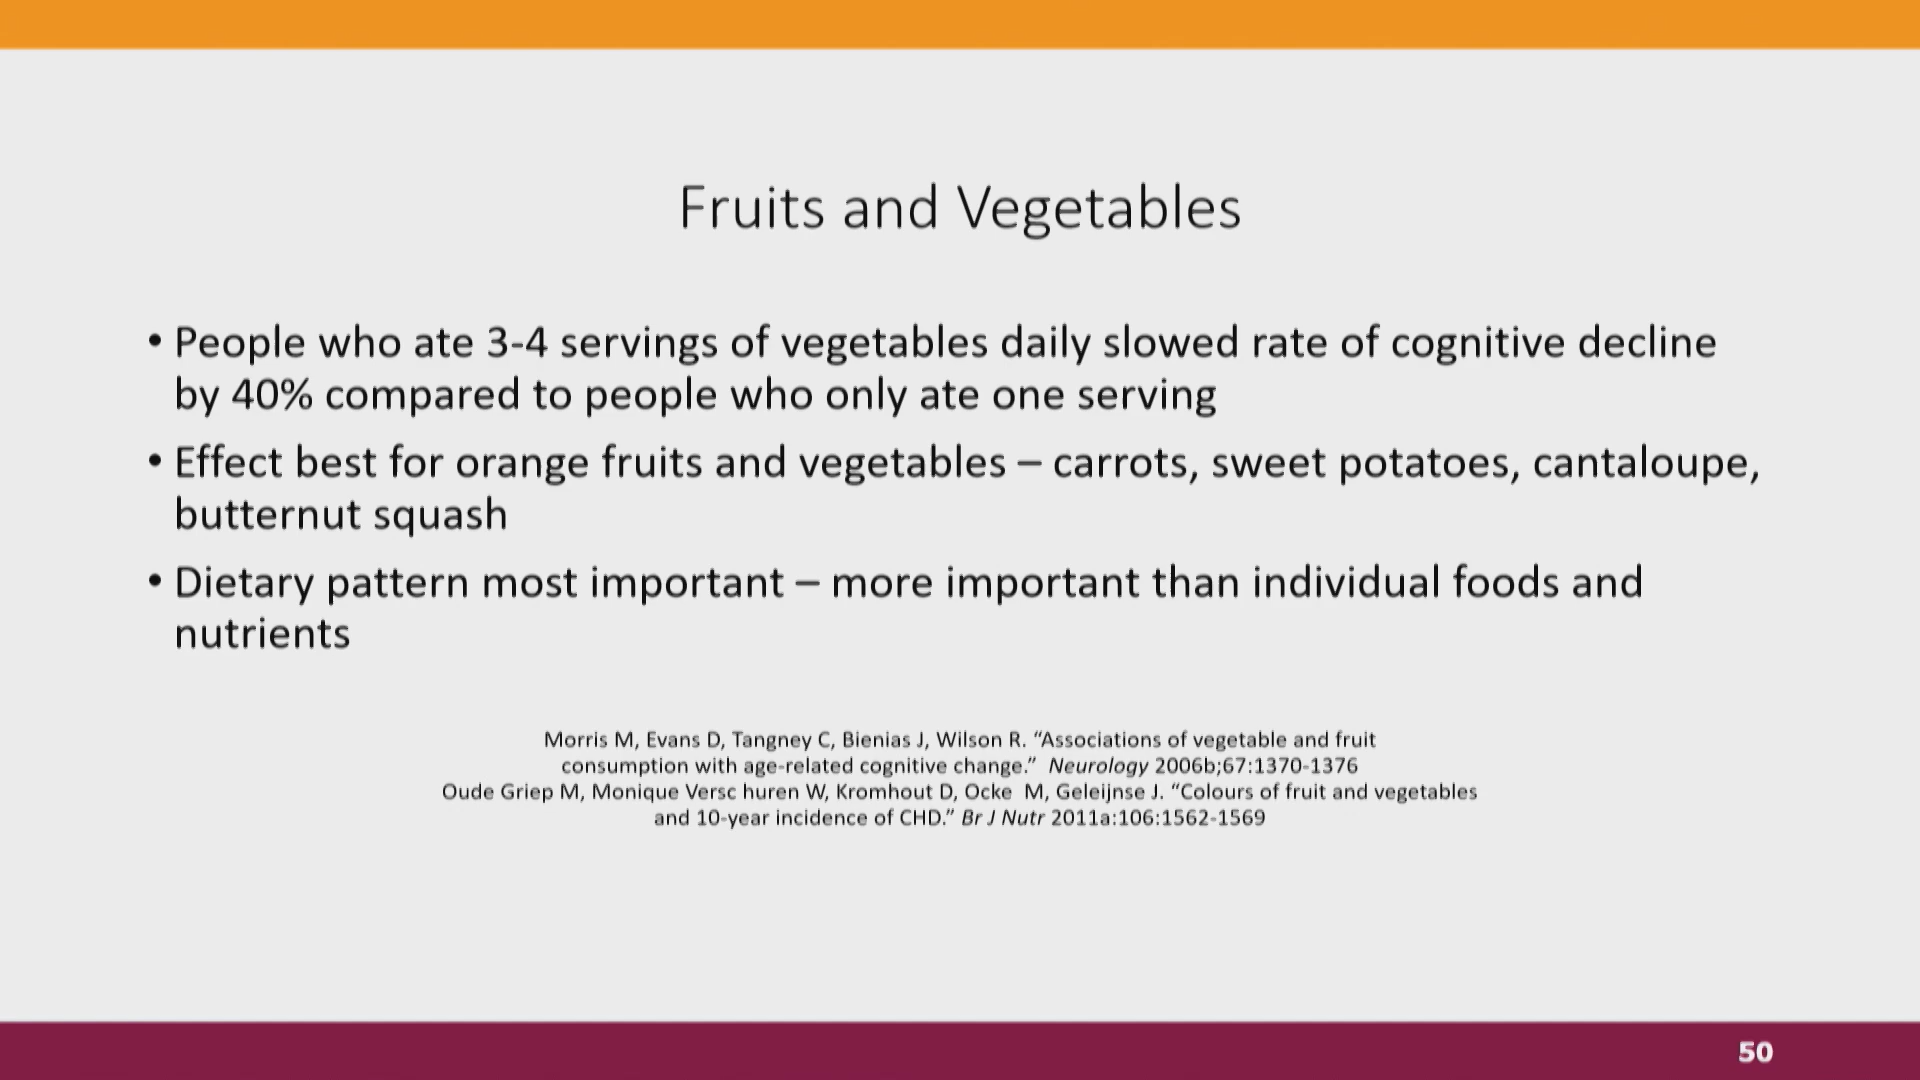 Fruits and Vegetables
• People who ate 3-4 servings of vegetables daily slowed rate of cognitive decline
by 40% compared to people who only ate one serving
• Effect best for orange fruits and vegetables – carrots, sweet potatoes, cantaloupe,
butternut squash
• Dietary pattern most important – more important than individual foods and
nutrients
Morris M, Evans D, Tangney C, Bienias J, Wilson R. “Associations of vegetable and fruit
consumption with age-related cognitive change.” Neurology 2006b;67:1370-1376
Oude Griep M, Monique Versc huren W, Kromhout D, Ocke  M, Geleijnse J. “Colours of fruit and vegetables
and 10-year incidence of CHD.” Br J Nutr 2011a:106:1562-1569
50